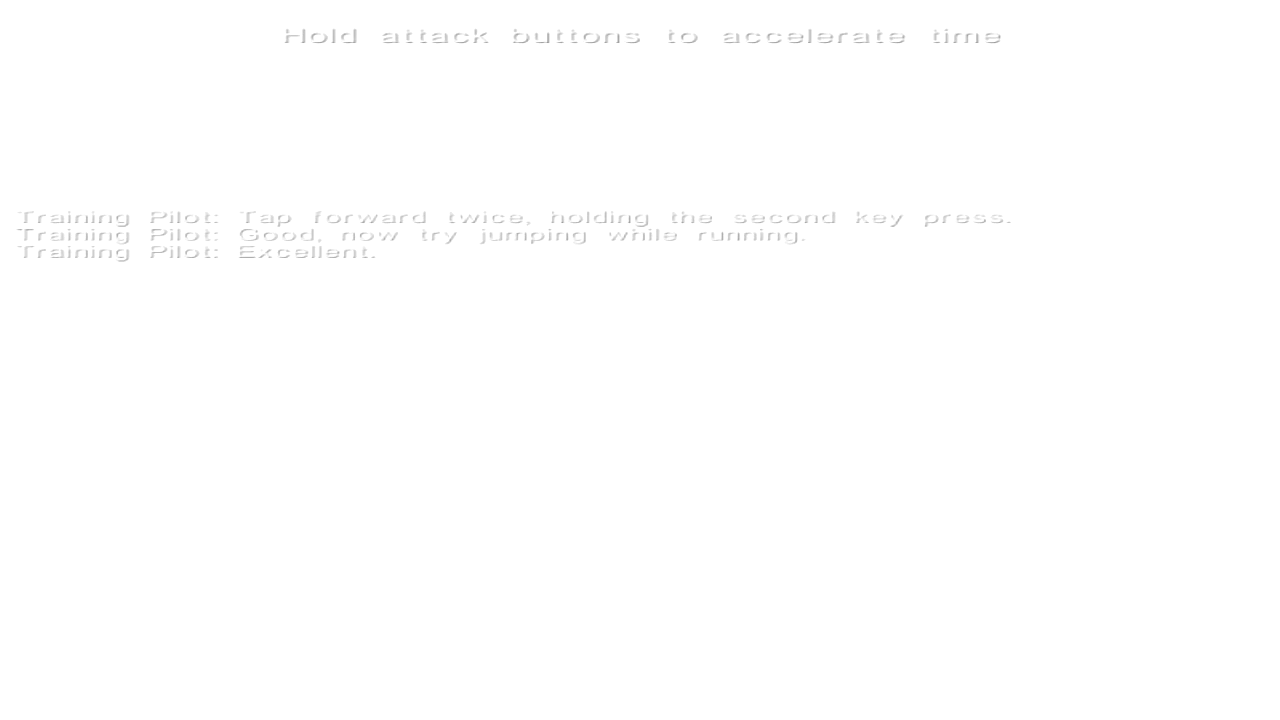 Hold attack buttons to accelerate time
Training Pilot: Tap forward twice, holding the second key press.
Training Pilot: Good, now try jumping while running.
Training Pilot: Excellent.